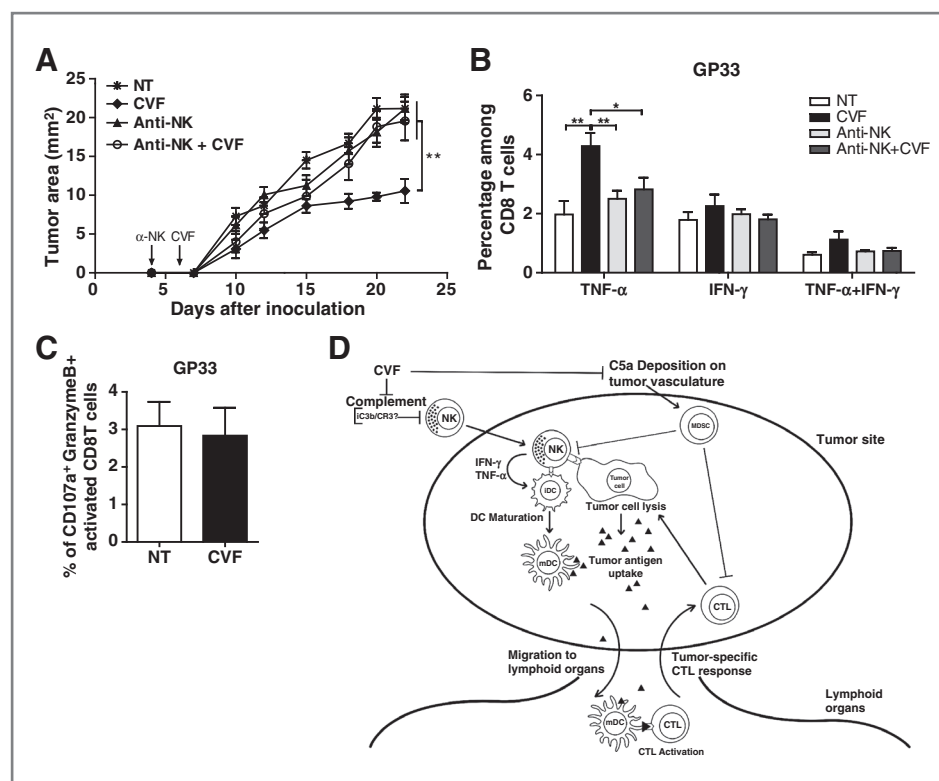 A
Tumor area (mm²)
25
20
15
10
5
0
NT
CVF
Anti-NK
Anti-NK + CVF
**
α-NK CVF
0 5 10 15 20 25
Days after inoculation
B
GP33
Percentage among
CD8 T cells
6
4
2
0
*
** **
NT
CVF
Anti-NK
Anti-NK+CVF
TNF-α IFN-γ TNF-α+IFN-γ
C
GP33
% of CD107a⁺ GranzymeB+
activated CD8T cells
4
3
2
1
0
NT CVF
D
CVF
C5a Deposition on
tumor vasculature
Complement
iC3b/CR3?
NK
MDSC
Tumor site
NK
IFN-γ
TNF-α
iDC
Tumor
cell
Tumor cell lysis
DC Maturation
mDC
Tumor antigen
uptake
CTL
Migration to
lymphoid organs
Tumor-specific
CTL response
Lymphoid
organs
mDC
CTL
CTL Activation